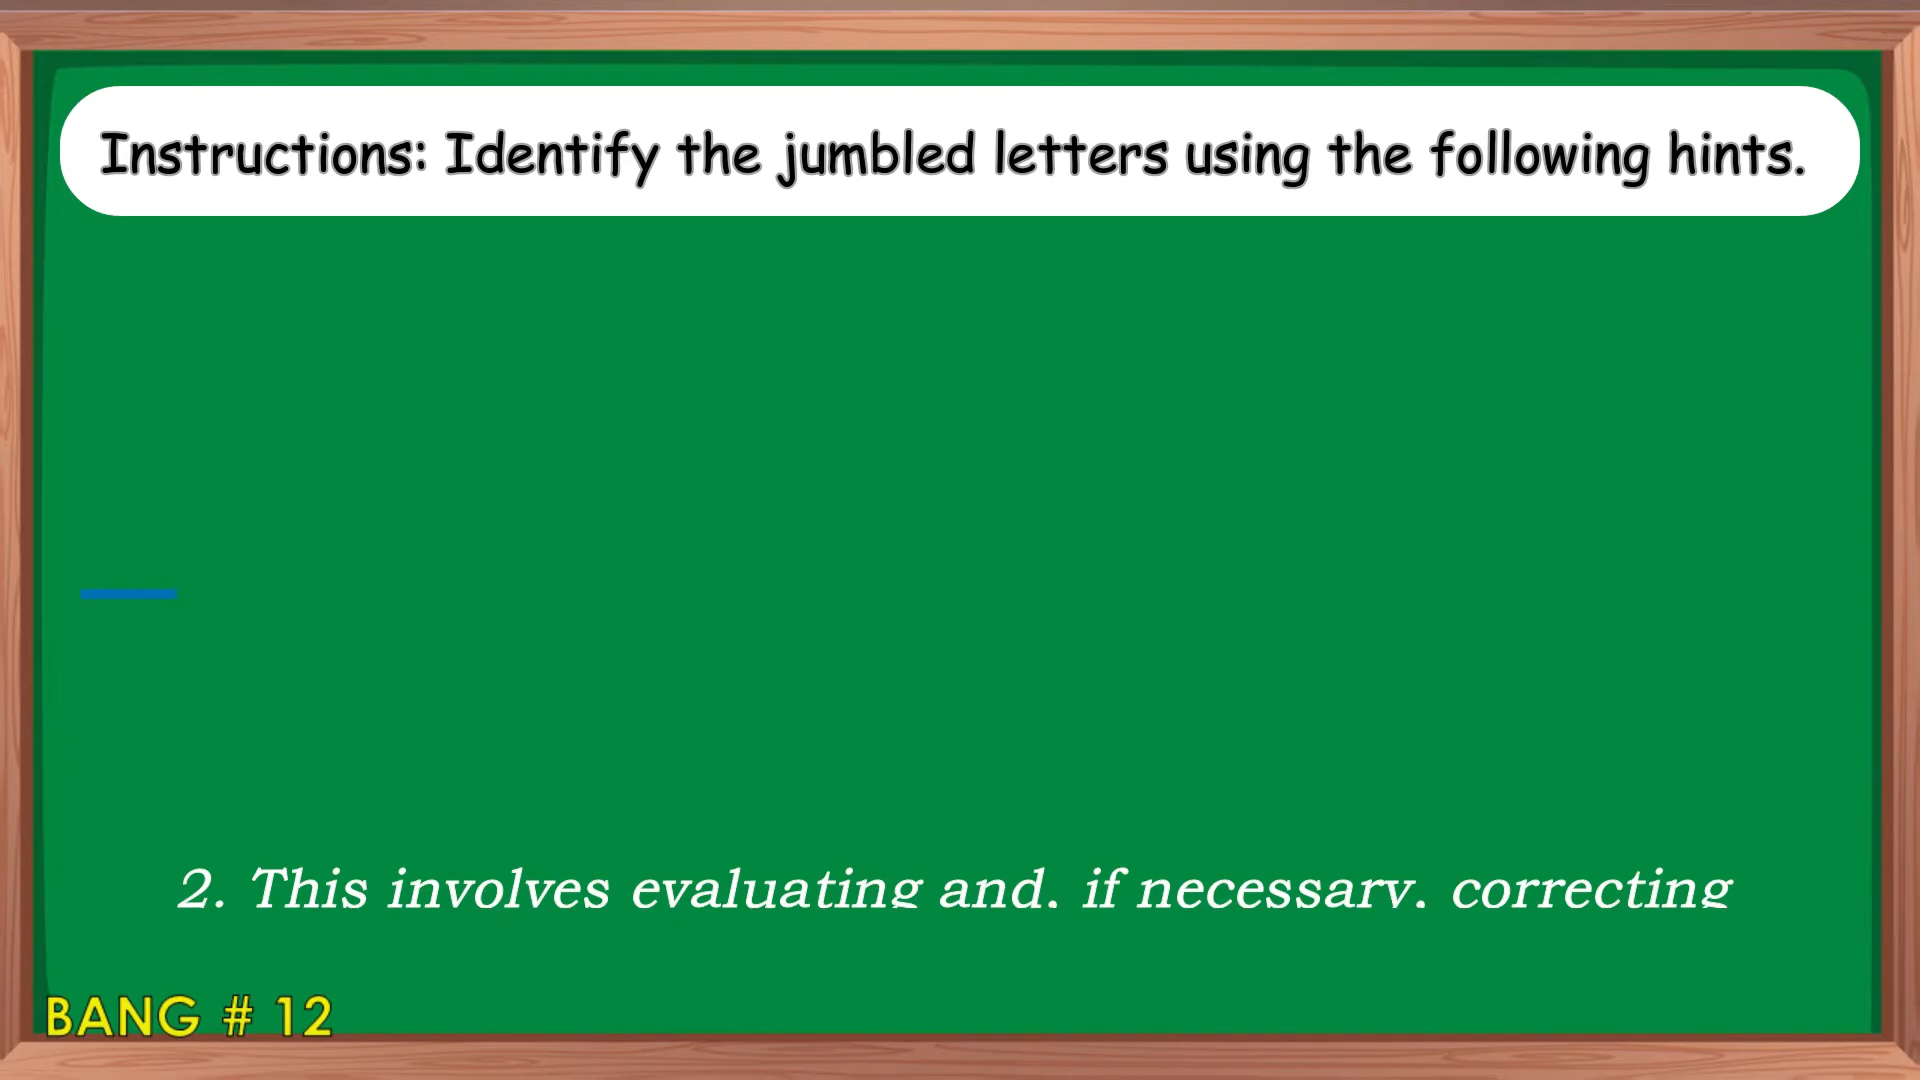 Instructions: Identify the jumbled letters using the following hints.
2. This involves evaluating and, if necessary, correcting
BANG # 12